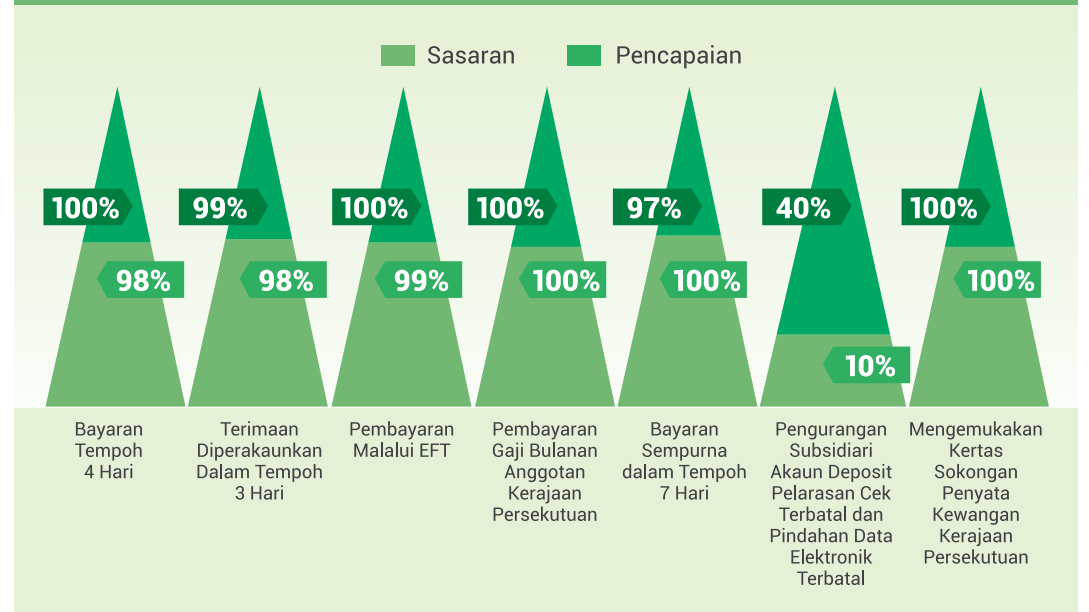 Sasaran
Pencapaian
100%
98%
99%
98%
100%
99%
100%
100%
97%
100%
40%
10%
100%
100%
Bayaran
Tempoh
4 Hari
Terimaan
Diperakaunkan
Dalam Tempoh
3 Hari
Pembayaran
Malalui EFT
Pembayaran
Gaji Bulanan
Anggotan
Kerajaan
Persekutuan
Bayaran
Sempurna
dalam Tempoh
7 Hari
Pengurangan
Subsidiari
Akaun Deposit
Pelarasan Cek
Terbatal dan
Pindahan Data
Elektronik
Terbatal
Mengemukakan
Kertas
Sokongan
Penyata
Kewangan
Kerajaan
Persekutuan